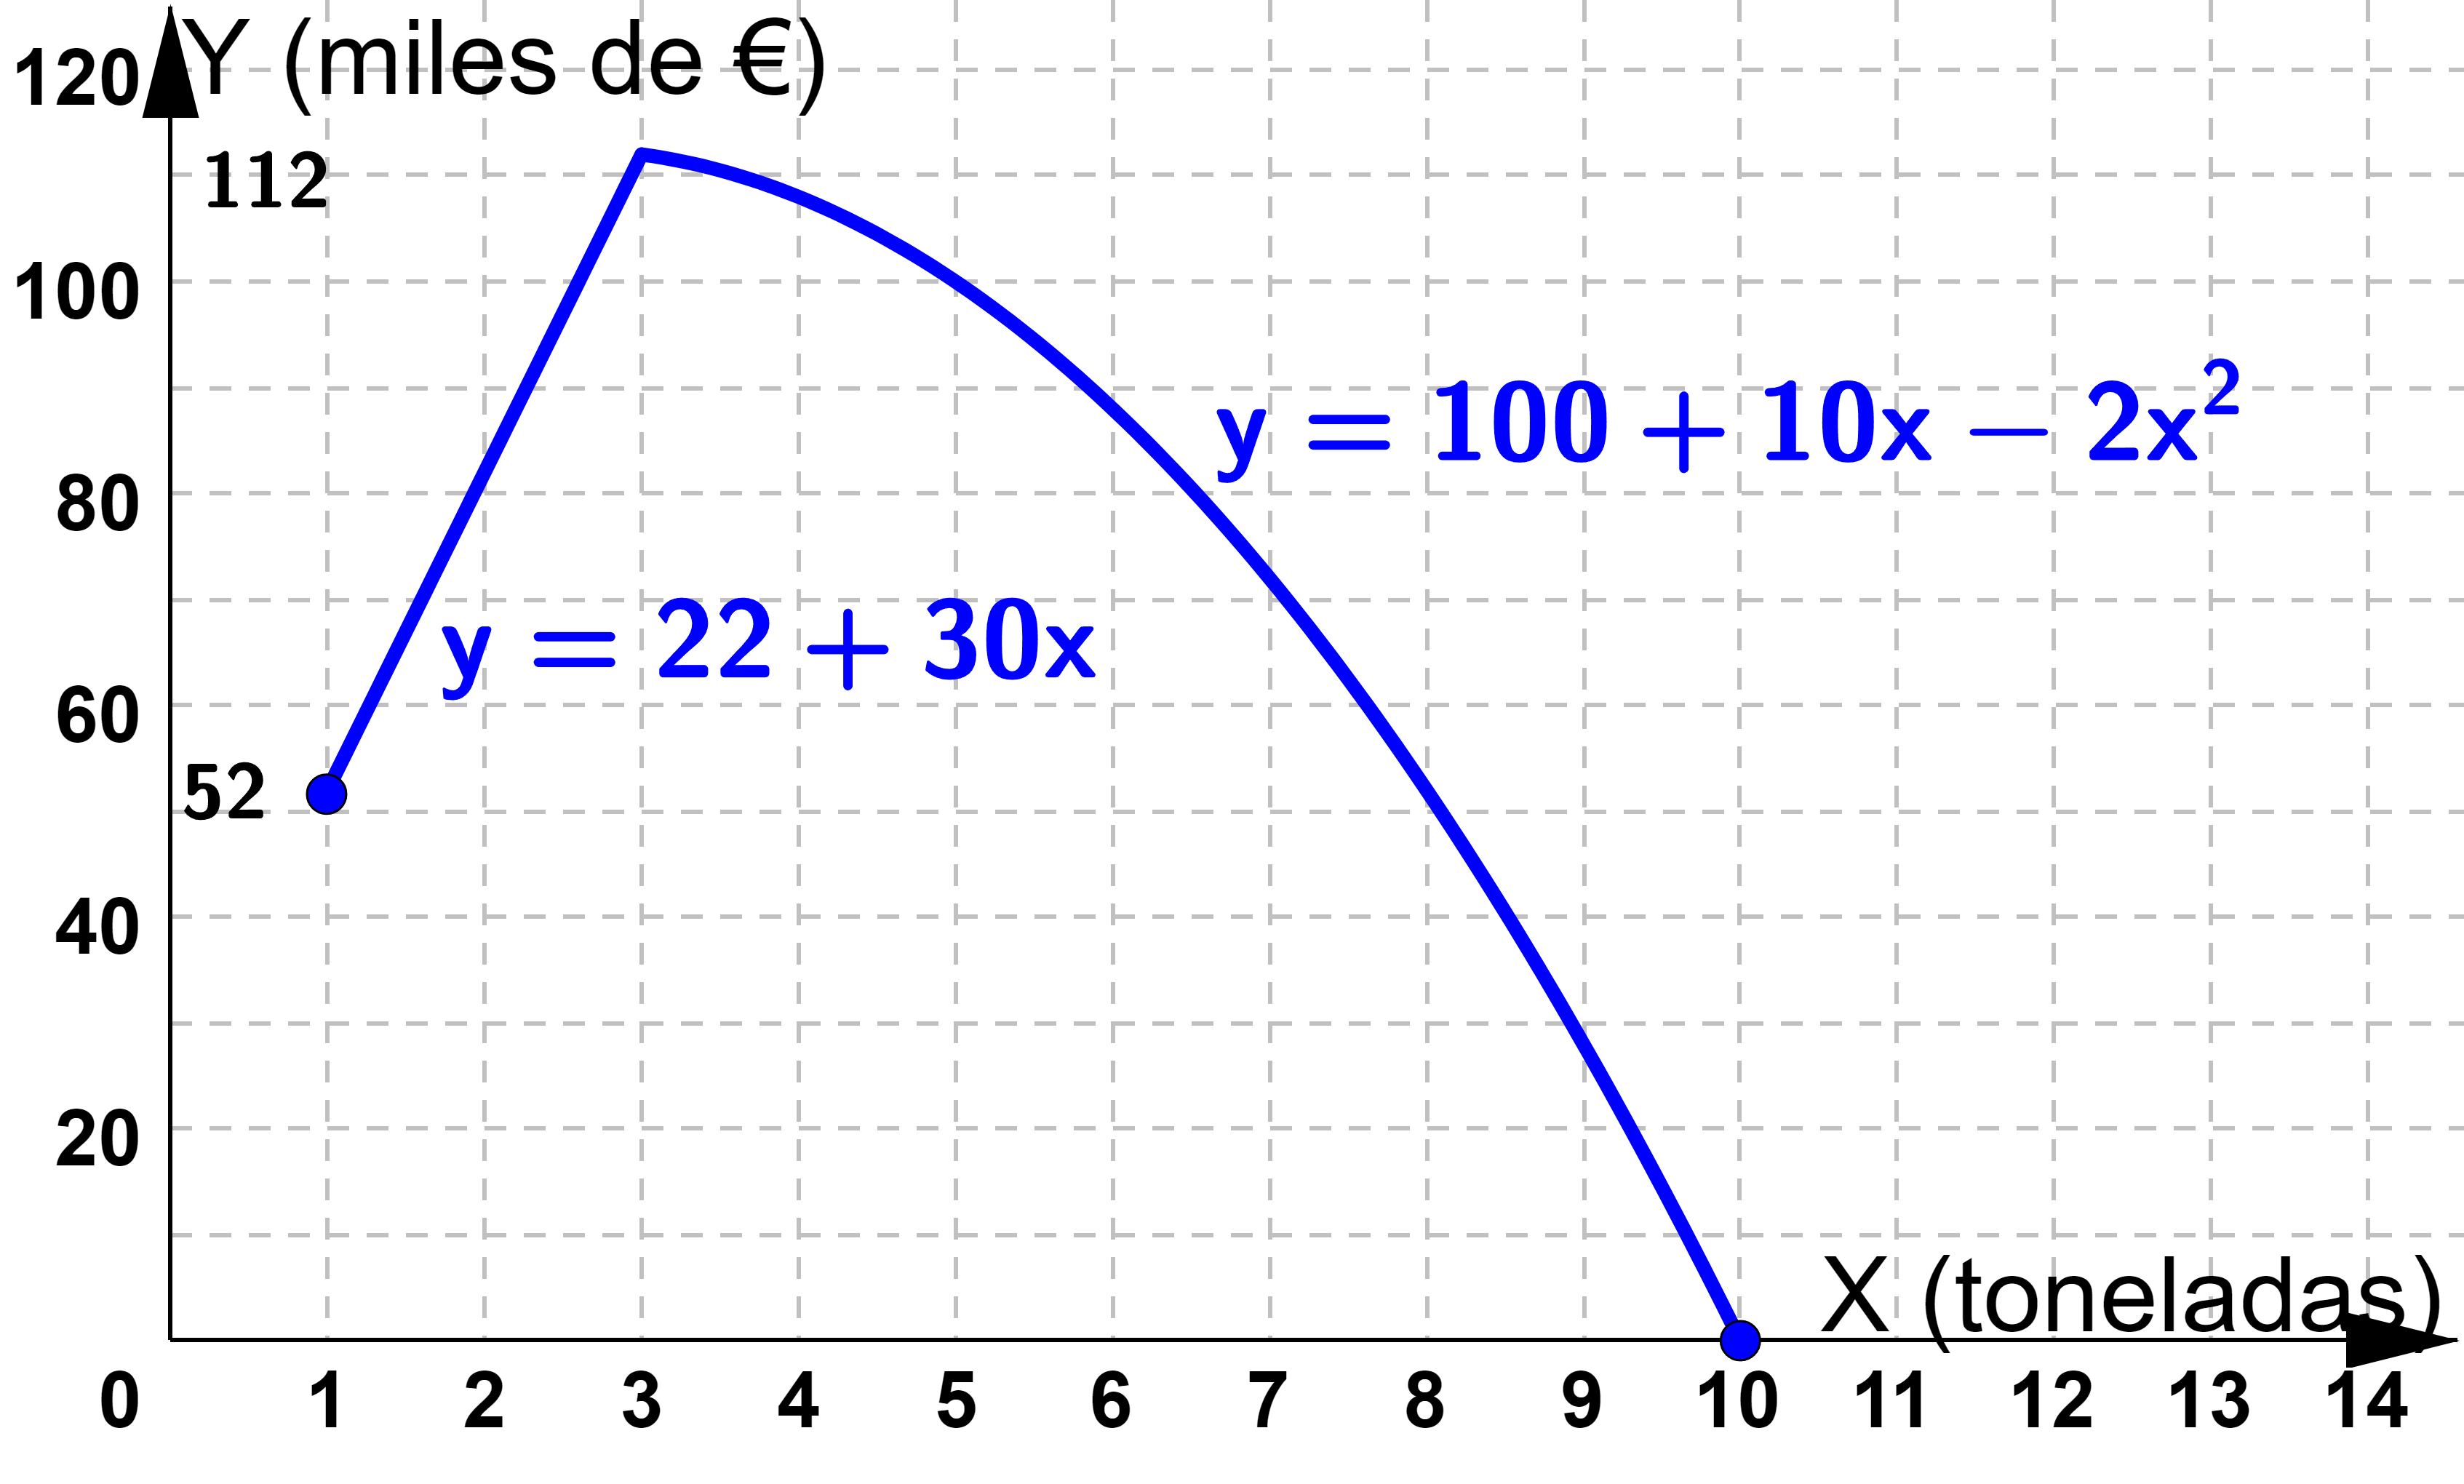 Y (miles de €)
120
112
100
y = 100 + 10x − 2x²
80
y = 22 + 30x
60
52
40
20
X (toneladas)
0 1 2 3 4 5 6 7 8 9 10 11 12 13 14